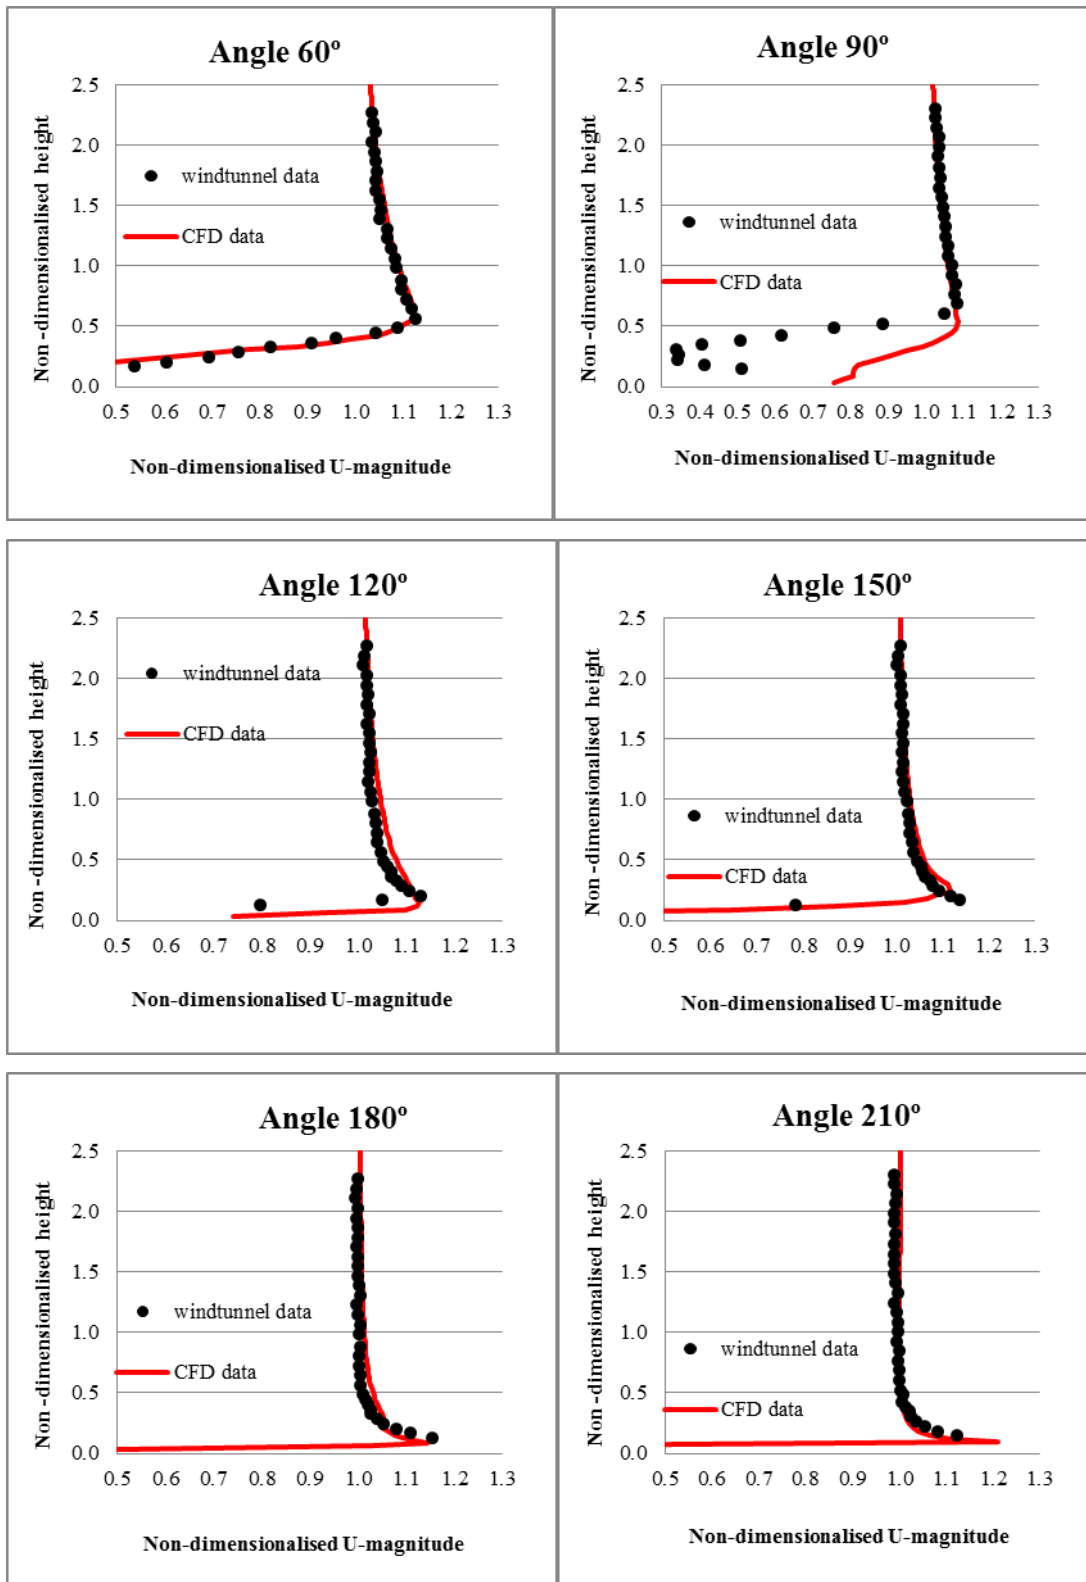 Angle 60º
2.5
2.0
1.5
1.0
0.5
0.0
Non -dimensionalised height
windtunnel data
CFD data
0.5 0.6 0.7 0.8 0.9 1.0 1.1 1.2 1.3
Non-dimensionalised U-magnitude
Angle 90º
2.5
2.0
1.5
1.0
0.5
0.0
Non -dimensionalised height
windtunnel data
CFD data
0.3 0.4 0.5 0.6 0.7 0.8 0.9 1.0 1.1 1.2 1.3
Non-dimensionalised U-magnitude
Angle 120º
2.5
2.0
1.5
1.0
0.5
0.0
Non -dimensionalised height
windtunnel data
CFD data
0.5 0.6 0.7 0.8 0.9 1.0 1.1 1.2 1.3
Non-dimensionalised U-magnitude
Angle 150º
2.5
2.0
1.5
1.0
0.5
0.0
Non -dimensionalised height
windtunnel data
CFD data
0.5 0.6 0.7 0.8 0.9 1.0 1.1 1.2 1.3
Non-dimensionalised U-magnitude
Angle 180º
2.5
2.0
1.5
1.0
0.5
0.0
Non -dimensionalised height
windtunnel data
CFD data
0.5 0.6 0.7 0.8 0.9 1.0 1.1 1.2 1.3
Non-dimensionalised U-magnitude
Angle 210º
2.5
2.0
1.5
1.0
0.5
0.0
Non -dimensionalised height
windtunnel data
CFD data
0.5 0.6 0.7 0.8 0.9 1.0 1.1 1.2 1.3
Non-dimensionalised U-magnitude